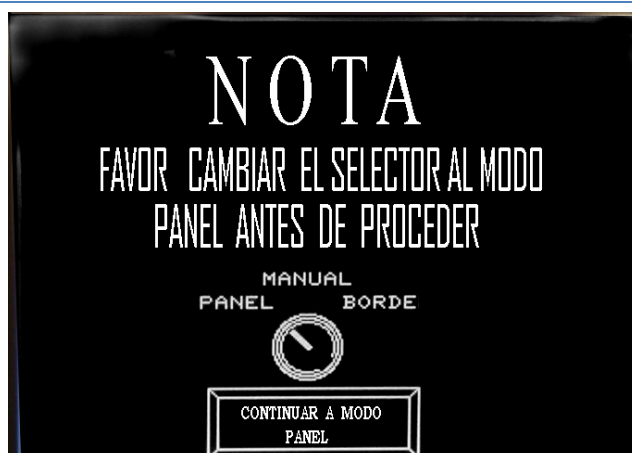 NOTA
FAVOR CAMBIAR EL SELECTOR AL MODO
PANEL ANTES DE PROCEDER
MANUAL
PANEL BORDE
CONTINUAR A MODO
PANEL